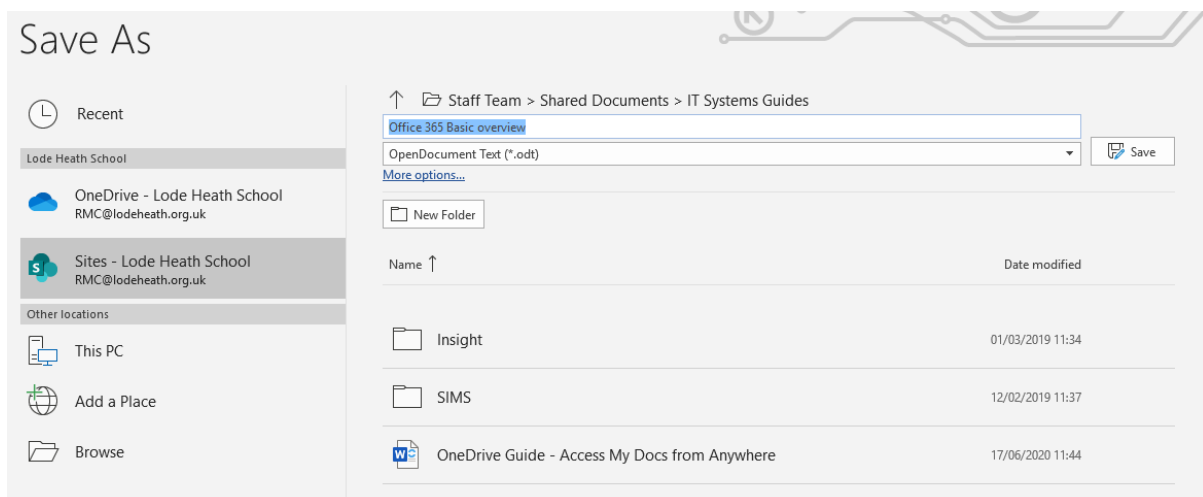 Save As
Recent
Lode Heath School
OneDrive - Lode Heath School
RMC@lodeheath.org.uk
Sites - Lode Heath School
RMC@lodeheath.org.uk
Other locations
This PC
Add a Place
Browse
Staff Team > Shared Documents > IT Systems Guides
Office 365 Basic overview
OpenDocument Text (*.odt)
Save
More options...
New Folder
Name ↑ Date modified
Insight 01/03/2019 11:34
SIMS 12/02/2019 11:37
OneDrive Guide - Access My Docs from Anywhere 17/06/2020 11:44